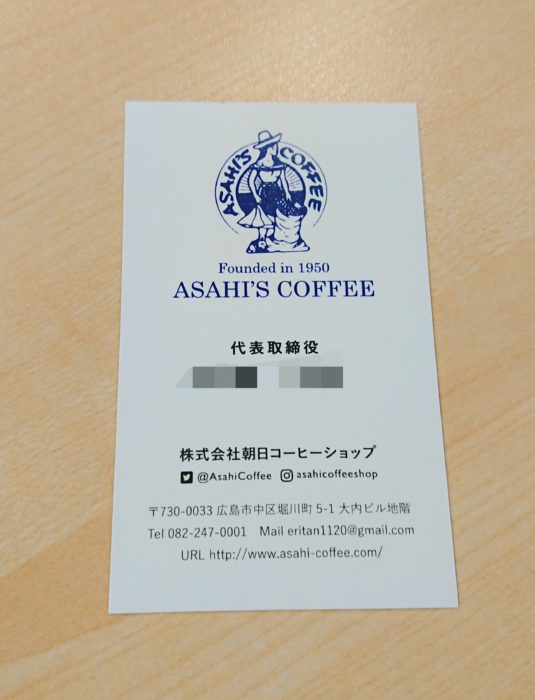 ASAHI'S COFFEE
Founded in 1950
ASAHI'S COFFEE
代表取締役
株式会社朝日コーヒーショップ
@AsahiCoffee asahicoffeeshop
〒730-0033 広島市中区堀川町 5-1 大内ビル地階
Tel 082-247-0001 Mail eritan1120@gmail.com
URL http://www.asahi-coffee.com/